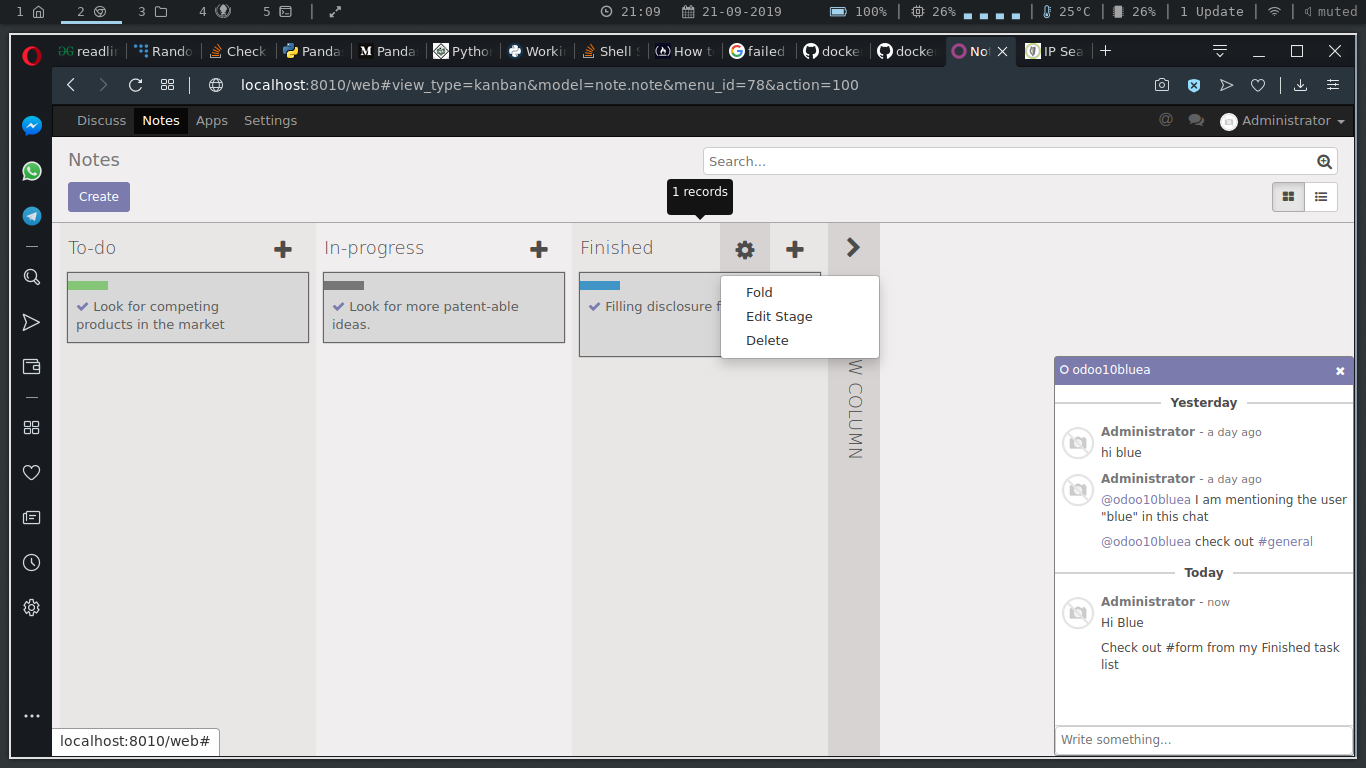 1 2 3 4 5 21:09 21-09-2019 100% 26% 25°C 26% 1 Update muted
readli Rando Check Panda Panda Pytho Worki Shell S How t failed docke docke Not IP Sea
localhost:8010/web#view_type=kanban&model=note.note&menu_id=78&action=100
Discuss Notes Apps Settings @ Administrator
Notes
Search...
Create
1 records
To-do
In-progress
Finished
Look for competing
products in the market
Look for more patent-able
ideas.
Filling disclosure f
Fold
Edit Stage
Delete
W COLUMN
odoo10bluea
Yesterday
Administrator - a day ago
hi blue
Administrator - a day ago
@odoo10bluea I am mentioning the user
"blue" in this chat
@odoo10bluea check out #general
Today
Administrator - now
Hi Blue
Check out #form from my Finished task
list
Write something...
localhost:8010/web#